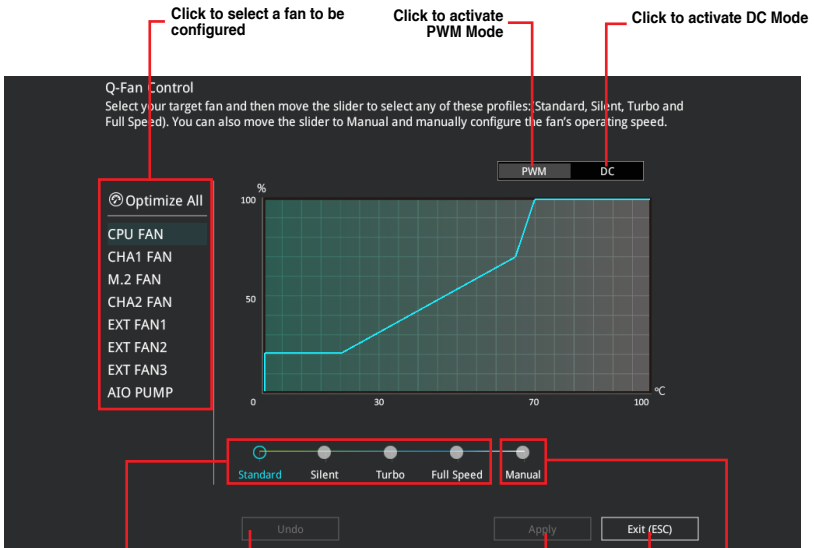 Click to select a fan to be
configured
Click to activate
PWM Mode
Click to activate DC Mode
Q-Fan Control
Select your target fan and then move the slider to select any of these profiles:(Standard, Silent, Turbo and
Full Speed). You can also move the slider to Manual and manually configure the fan's operating speed.
PWM DC
Optimize All
CPU FAN
CHA1 FAN
M.2 FAN
CHA2 FAN
EXT FAN1
EXT FAN2
EXT FAN3
AIO PUMP
%
100
50
0 30 70 100
ºC
Standard Silent Turbo Full Speed Manual
Undo Apply Exit (ESC)